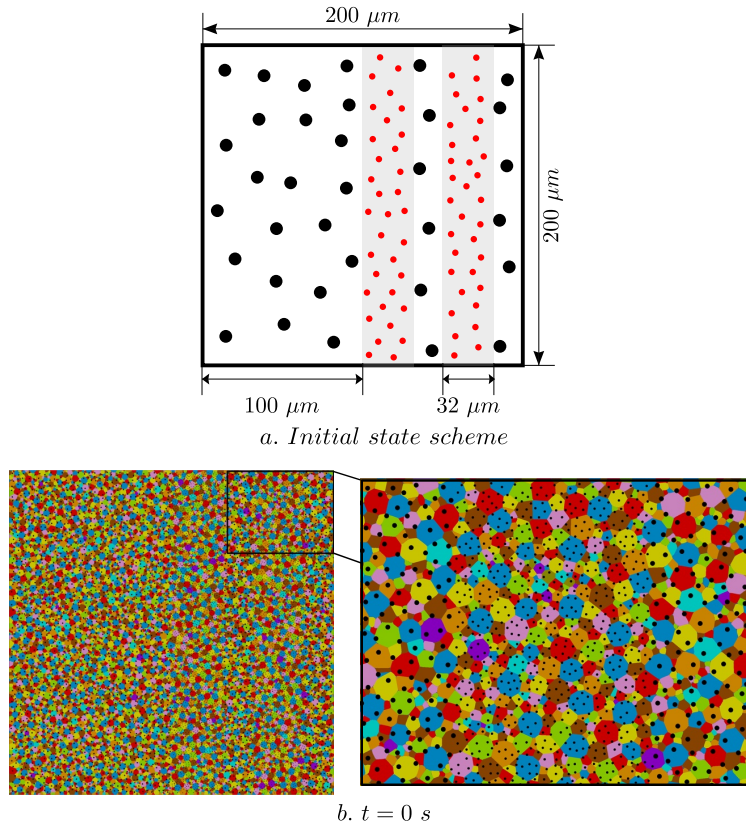 200 μm
200 μm
100 μm
32 μm
a. Initial state scheme
b. t = 0 s